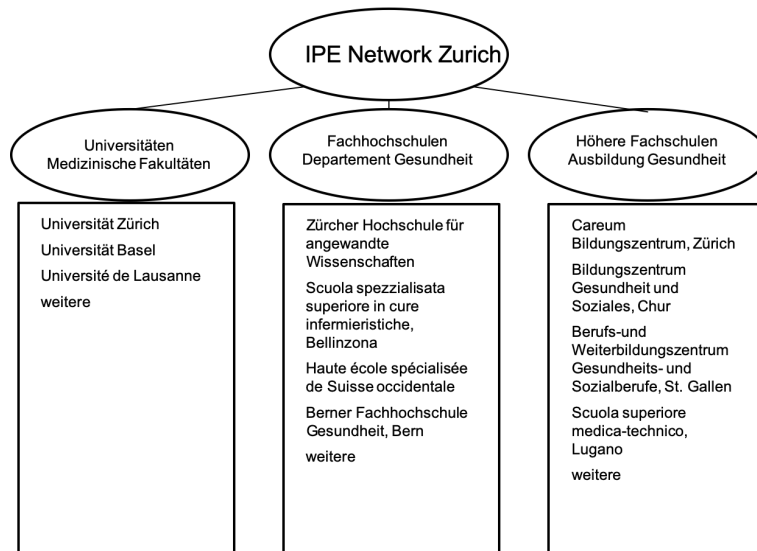 IPE Network Zurich
Universitäten
Medizinische Fakultäten
Fachhochschulen
Departement Gesundheit
Höhere Fachschulen
Ausbildung Gesundheit
Universität Zürich
Universität Basel
Université de Lausanne
weitere
Zürcher Hochschule für
angewandte
Wissenschaften
Scuola spezzialisata
superiore in cure
infermieristiche,
Bellinzona
Haute école spécialisée
de Suisse occidentale
Berner Fachhochschule
Gesundheit, Bern
weitere
Careum
Bildungszentrum, Zürich
Bildungszentrum
Gesundheit und
Soziales, Chur
Berufs-und
Weiterbildungszentrum
Gesundheits- und
Sozialberufe, St. Gallen
Scuola superiore
medica-technico,
Lugano
weitere